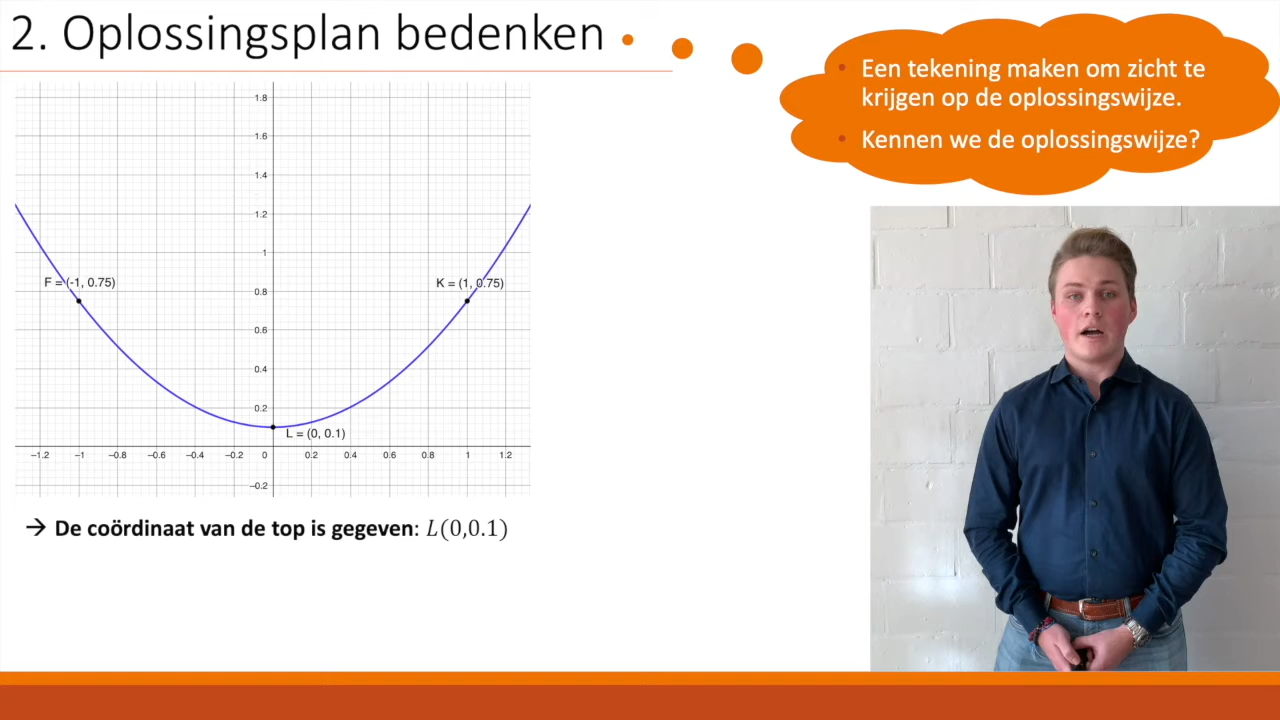 2. Oplossingsplan bedenken
• Een tekening maken om zicht te
krijgen op de oplossingswijze.
• Kennen we de oplossingswijze?
1.8
1.6
1.4
1.2
1
0.8
0.6
0.4
0.2
–0.2
F = (-1, 0.75)
K = (1, 0.75)
L = (0, 0.1)
–1.2 –1 –0.8 –0.6 –0.4 –0.2 0 0.2 0.4 0.6 0.8 1 1.2
→ De coördinaat van de top is gegeven: L(0,0.1)